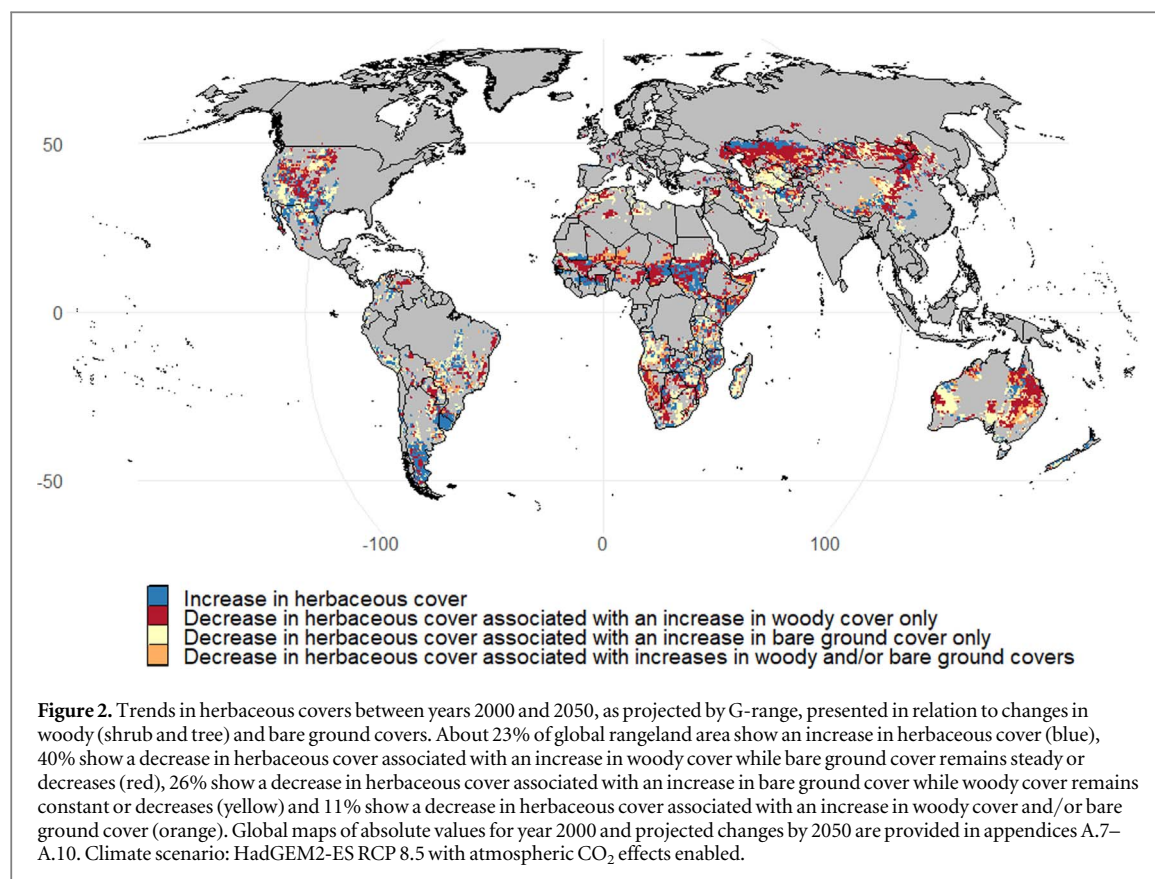 50
0
-50
-100
0
100
Increase in herbaceous cover
Decrease in herbaceous cover associated with an increase in woody cover only
Decrease in herbaceous cover associated with an increase in bare ground cover only
Decrease in herbaceous cover associated with increases in woody and/or bare ground covers
Figure 2. Trends in herbaceous covers between years 2000 and 2050, as projected by G-range, presented in relation to changes in
woody (shrub and tree) and bare ground covers. About 23% of global rangeland area show an increase in herbaceous cover (blue),
40% show a decrease in herbaceous cover associated with an increase in woody cover while bare ground cover remains steady or
decreases (red), 26% show a decrease in herbaceous cover associated with an increase in bare ground cover while woody cover remains
constant or decreases (yellow) and 11% show a decrease in herbaceous cover associated with an increase in woody cover and/or bare
ground cover (orange). Global maps of absolute values for year 2000 and projected changes by 2050 are provided in appendices A.7–
A.10. Climate scenario: HadGEM2-ES RCP 8.5 with atmospheric CO₂ effects enabled.